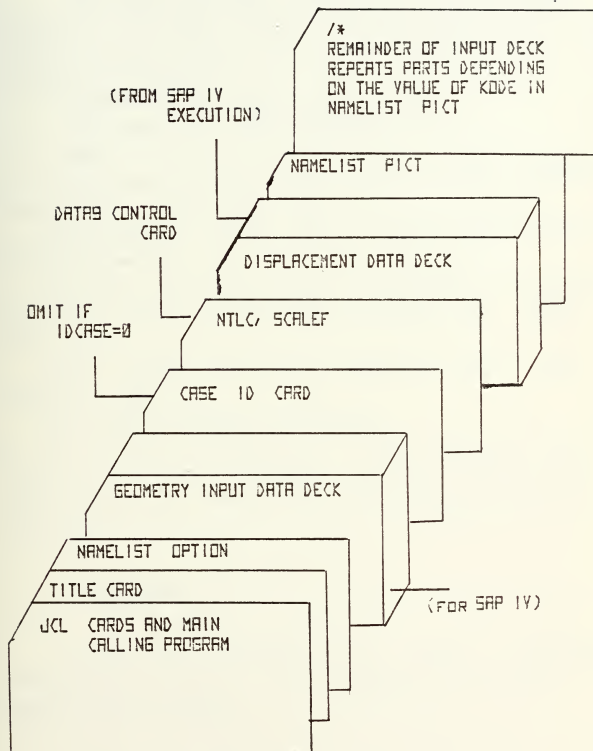 /*
REMAINDER OF INPUT DECK
REPEATS PARTS DEPENDING
ON THE VALUE OF KODE IN
NAMELIST PICT
(FROM SAP IV
EXECUTION)
NAMELIST PICT
DATA9 CONTROL
CARD
DISPLACEMENT DATA DECK
OMIT IF
IDCASE=0
NTLC, SCALEF
CASE ID CARD
GEOMETRY INPUT DATA DECK
NAMELIST OPTION
TITLE CARD
(FOR SAP IV)
JCL CARDS AND MAIN
CALLING PROGRAM